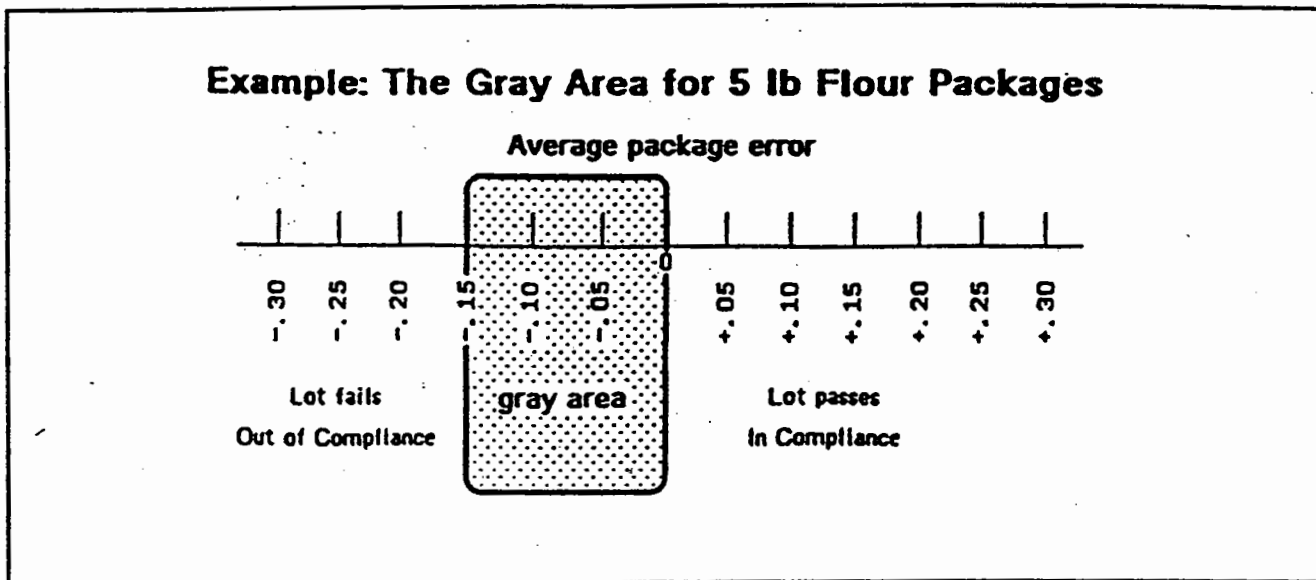 Example: The Gray Area for 5 lb Flour Packages
Average package error
-.30 -.25 -.20 -.15 -.10 -.05 0 +.05 +.10 +.15 +.20 +.25 +.30
Lot fails gray area Lot passes
Out of Compliance In Compliance